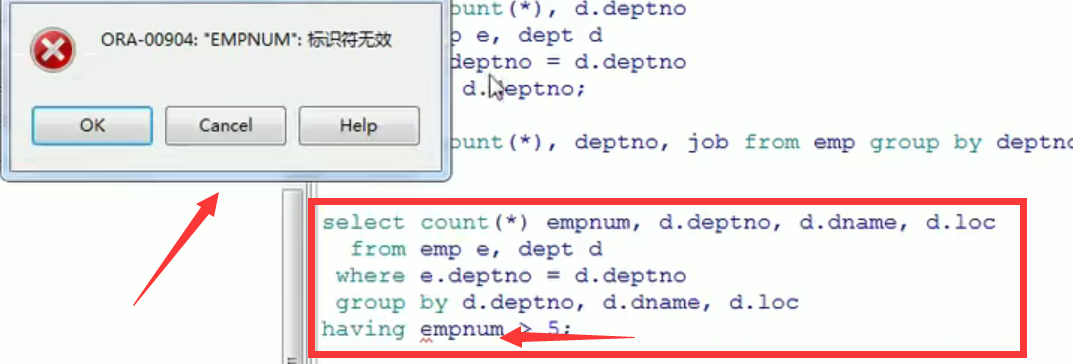 ount(*), d.deptno
ORA-00904: "EMPNUM": 标识符无效
p e, dept d
deptno = d.deptno
d.deptno;
OK Cancel Help
ount(*), deptno, job from emp group by deptno
select count(*) empnum, d.deptno, d.dname, d.loc
from emp e, dept d
where e.deptno = d.deptno
group by d.deptno, d.dname, d.loc
having empnum > 5;